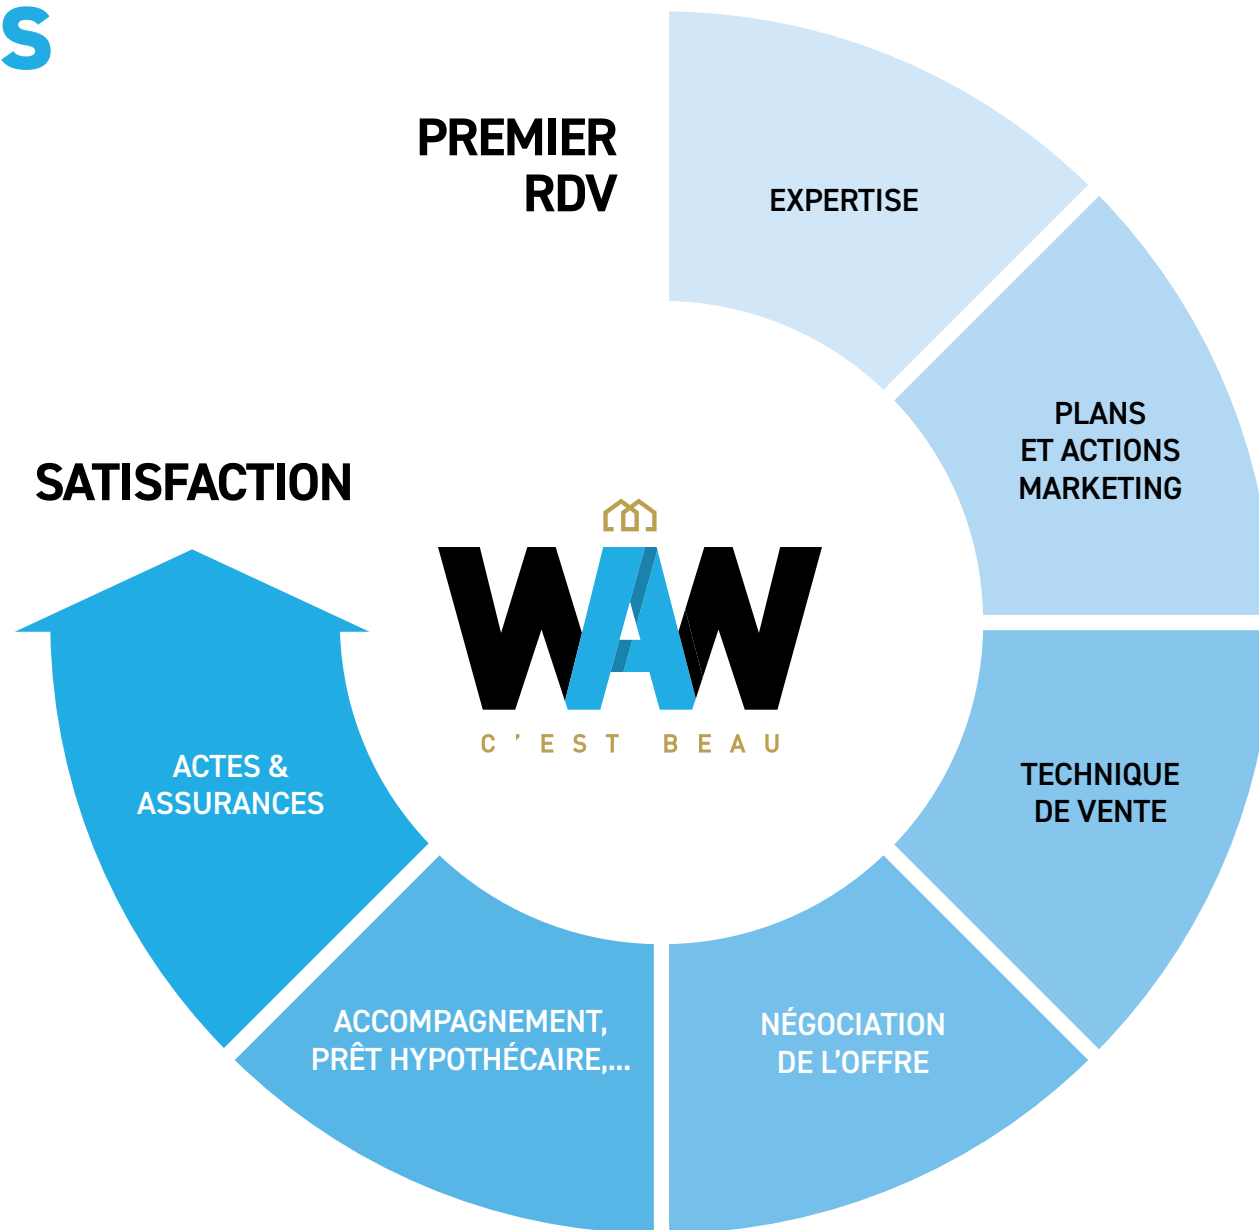 S
PREMIER
RDV
EXPERTISE
PLANS
ET ACTIONS
MARKETING
TECHNIQUE
DE VENTE
NÉGOCIATION
DE L'OFFRE
ACCOMPAGNEMENT,
PRÊT HYPOTHÉCAIRE,...
ACTES &
ASSURANCES
SATISFACTION
WAW
C'EST BEAU